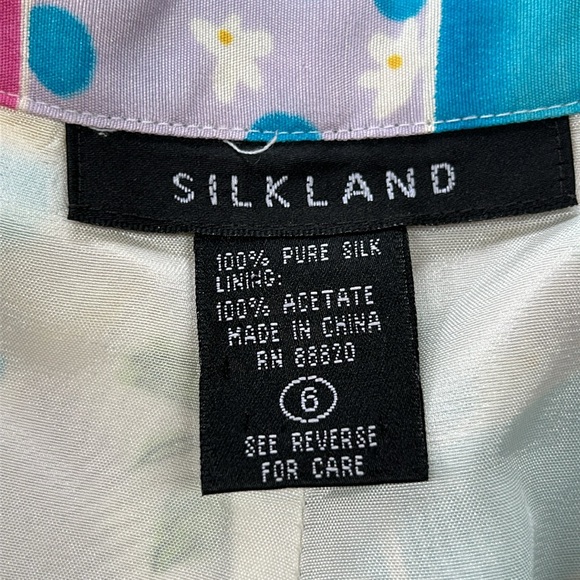 SILKLAND
100% PURE SILK
LINING:
100% ACETATE
MADE IN CHINA
RN 88820
6
SEE REVERSE
FOR CARE